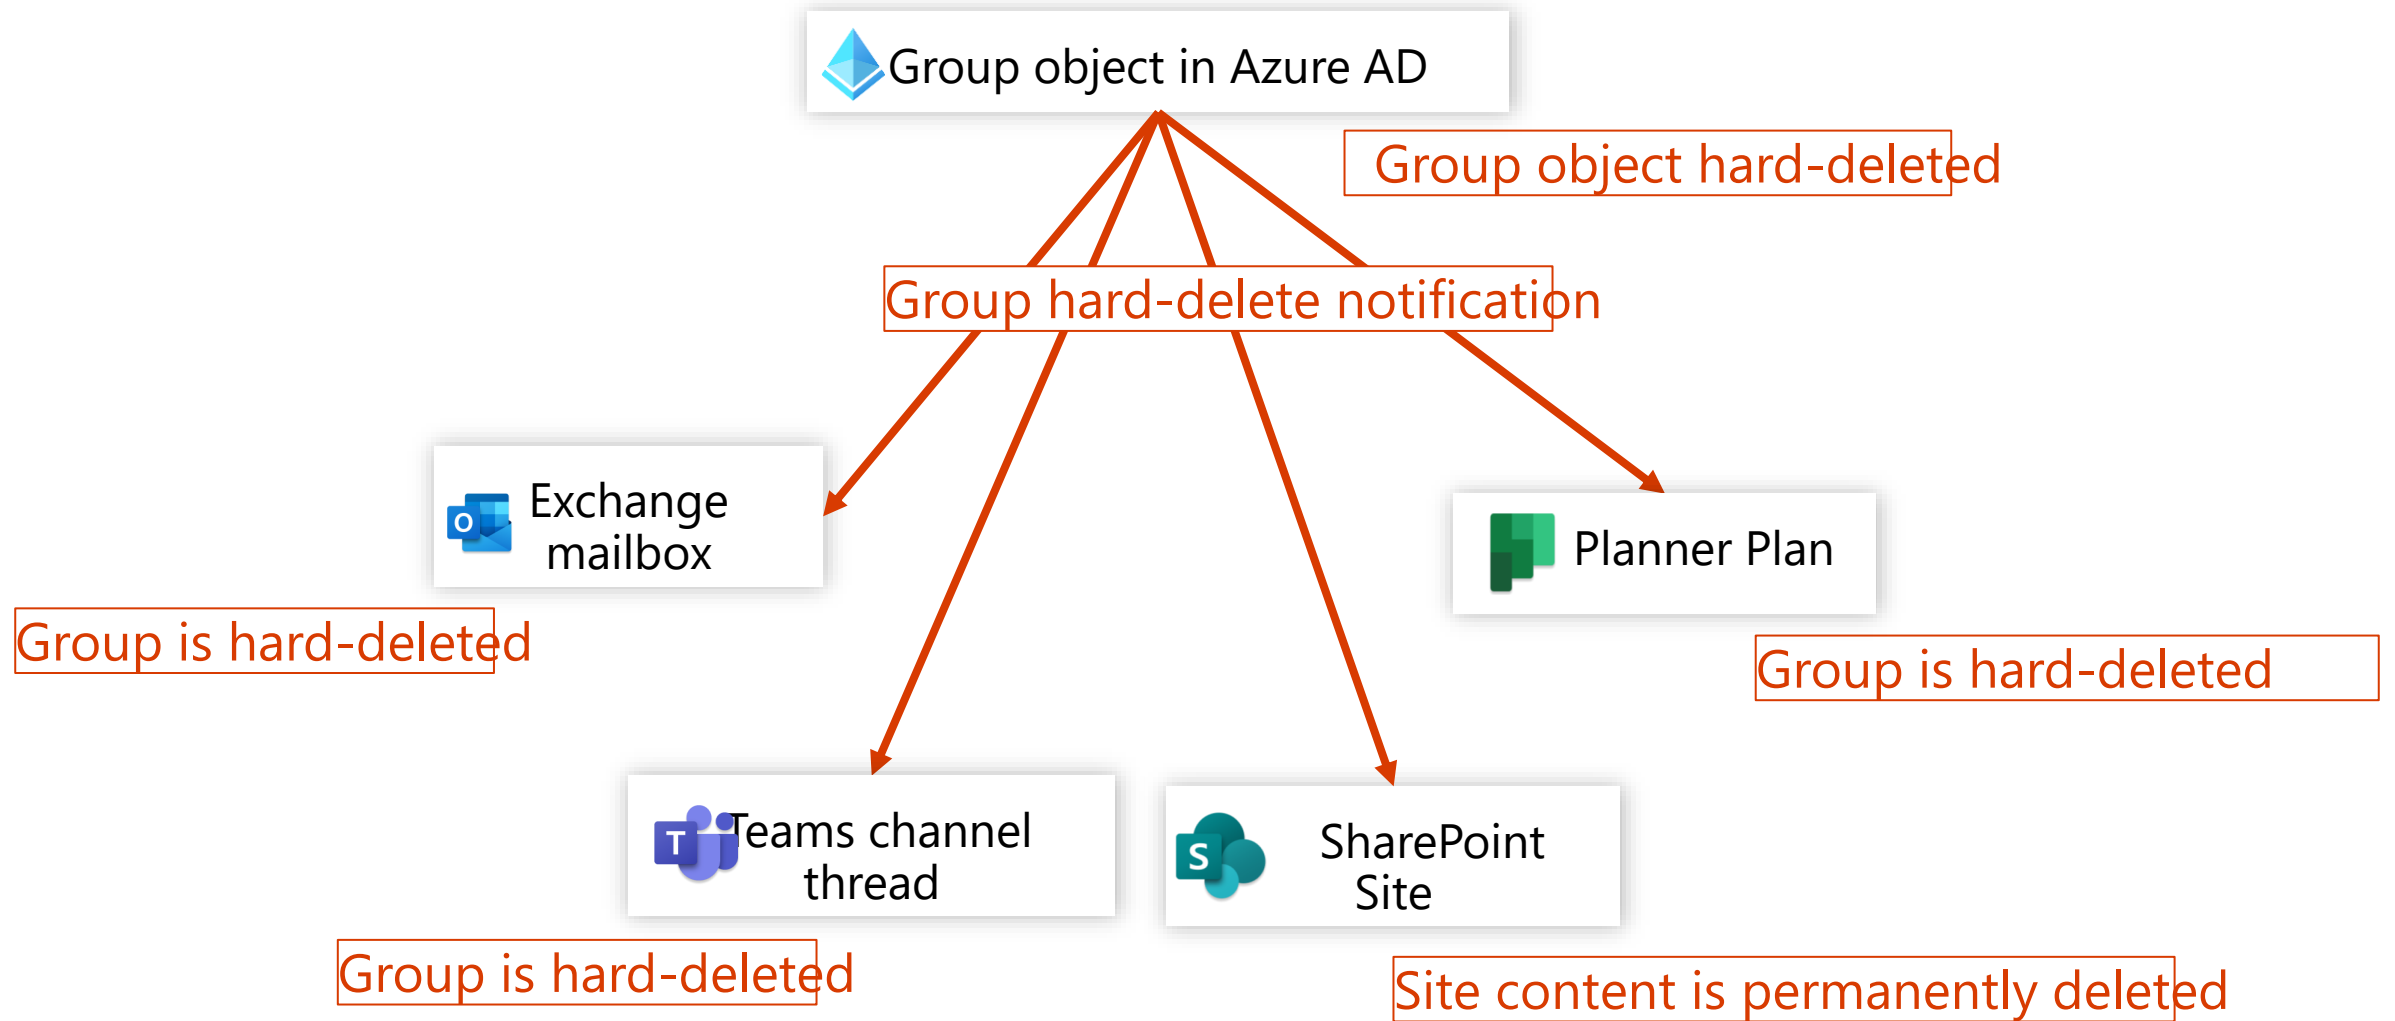 Group object in Azure AD
Group object hard-deleted
Group hard-delete notification
Exchange
mailbox
Planner Plan
Group is hard-deleted
Group is hard-deleted
Teams channel
thread
SharePoint
Site
Group is hard-deleted
Site content is permanently deleted